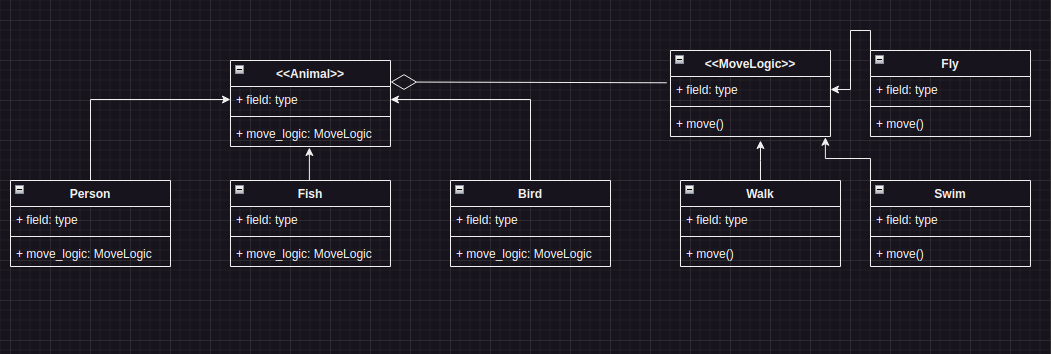 <<Animal>>
+ field: type
+ move_logic: MoveLogic
<<MoveLogic>>
+ field: type
+ move()
Fly
+ field: type
+ move()
Person
+ field: type
+ move_logic: MoveLogic
Fish
+ field: type
+ move_logic: MoveLogic
Bird
+ field: type
+ move_logic: MoveLogic
Walk
+ field: type
+ move()
Swim
+ field: type
+ move()